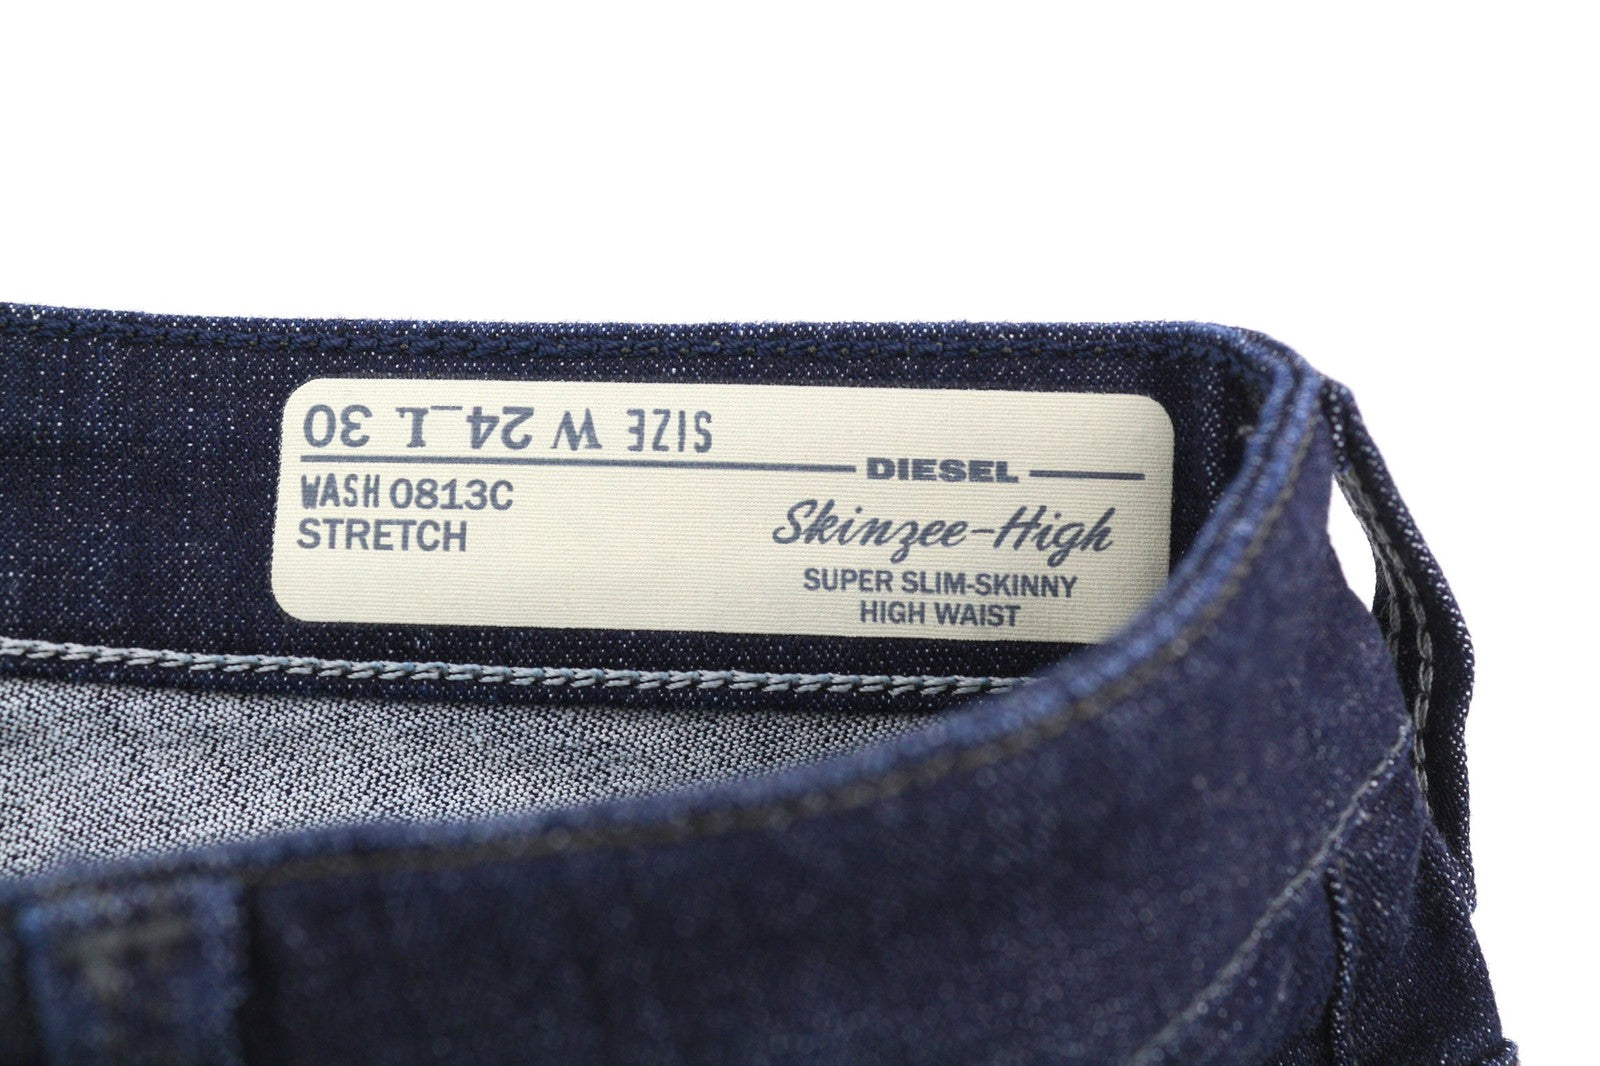 SIZE W 24_L 30
DIESEL
WASH 0813C
STRETCH
Skinzee-High
SUPER SLIM-SKINNY
HIGH WAIST